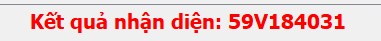 Kết quả nhận diện: 59V184031